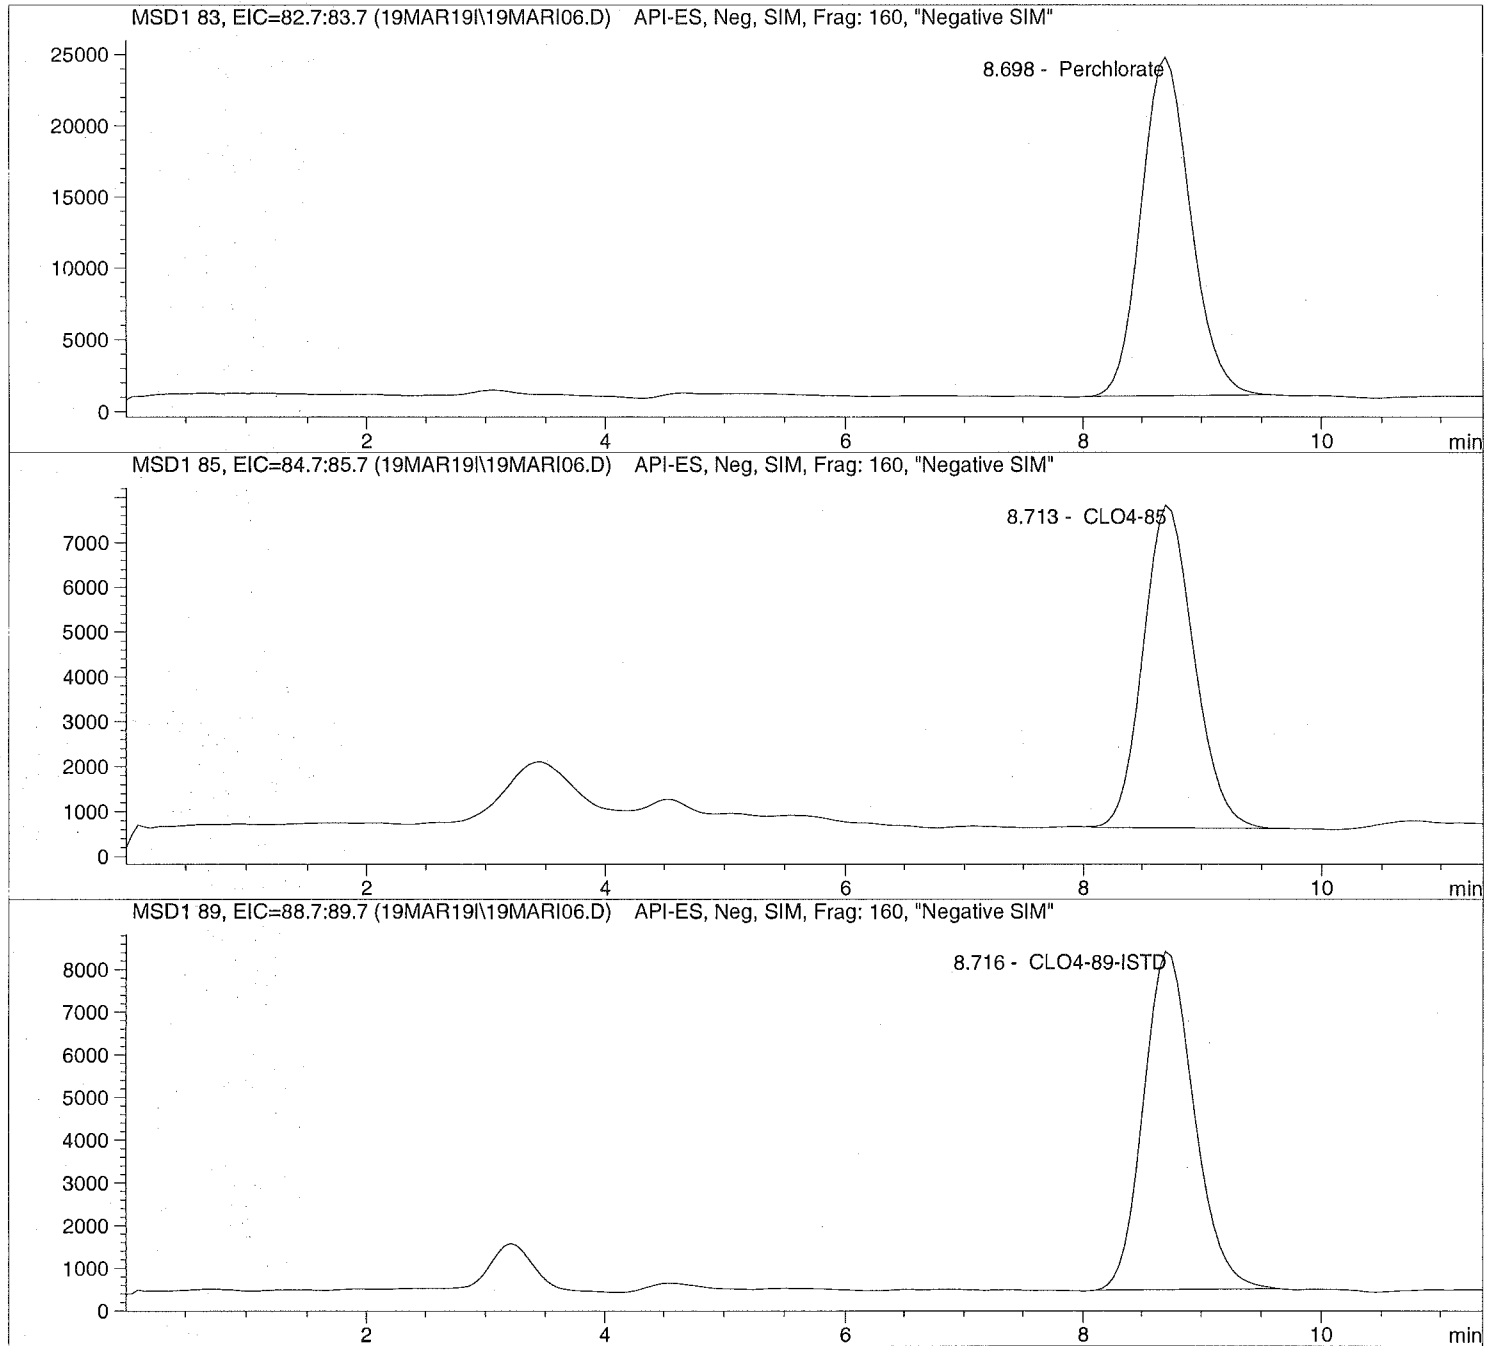 MSD1 83, EIC=82.7:83.7 (19MAR19I\19MARI06.D) API-ES, Neg, SIM, Frag: 160, "Negative SIM"
25000
8.698 - Perchlorate
20000
15000
10000
5000
0
2 4 6 8 10 min
MSD1 85, EIC=84.7:85.7 (19MAR19I\19MARI06.D) API-ES, Neg, SIM, Frag: 160, "Negative SIM"
8.713 - CLO4-85
7000
6000
5000
4000
3000
2000
1000
0
2 4 6 8 10 min
MSD1 89, EIC=88.7:89.7 (19MAR19I\19MARI06.D) API-ES, Neg, SIM, Frag: 160, "Negative SIM"
8.716 - CLO4-89-ISTD
8000
7000
6000
5000
4000
3000
2000
1000
0
2 4 6 8 10 min